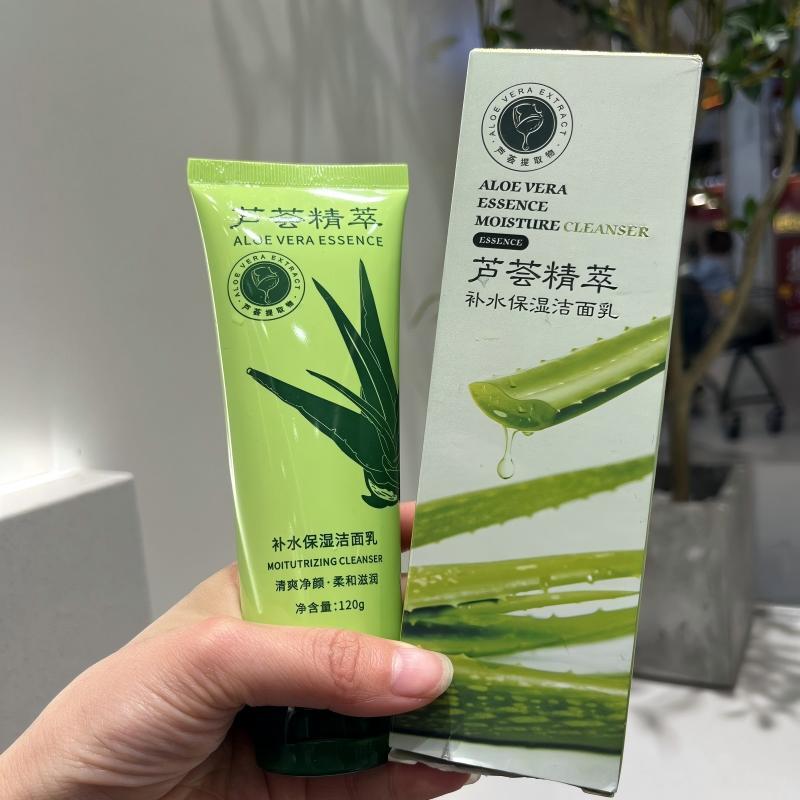 芦荟精萃
ALOE VERA ESSENCE
ALOE VERA EXTRACT
芦荟提取物
补水保湿洁面乳
MOITUTRIZING CLEANSER
清爽净颜·柔和滋润
净含量:120g
ALOE VERA EXTRACT
芦荟提取物
ALOE VERA
ESSENCE
MOISTURE CLEANSER
ESSENCE
芦荟精萃
补水保湿洁面乳